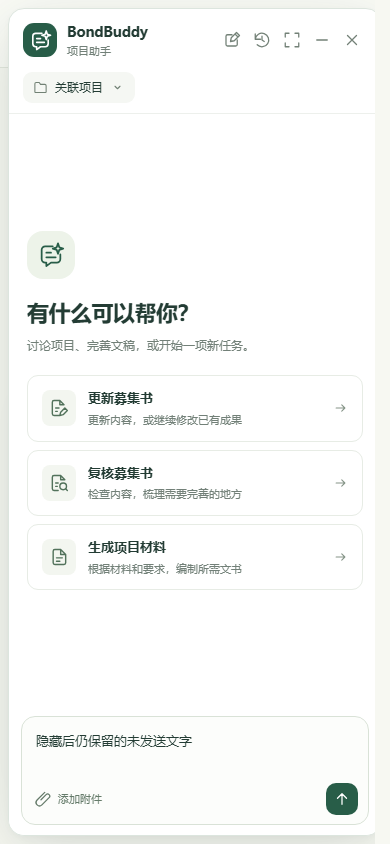 BondBuddy
项目助手
关联项目
有什么可以帮你？
讨论项目、完善文稿，或开始一项新任务。
更新募集书
更新内容，或继续修改已有成果
复核募集书
检查内容，梳理需要完善的地方
生成项目材料
根据材料和要求，编制所需文书
隐藏后仍保留的未发送文字
添加附件